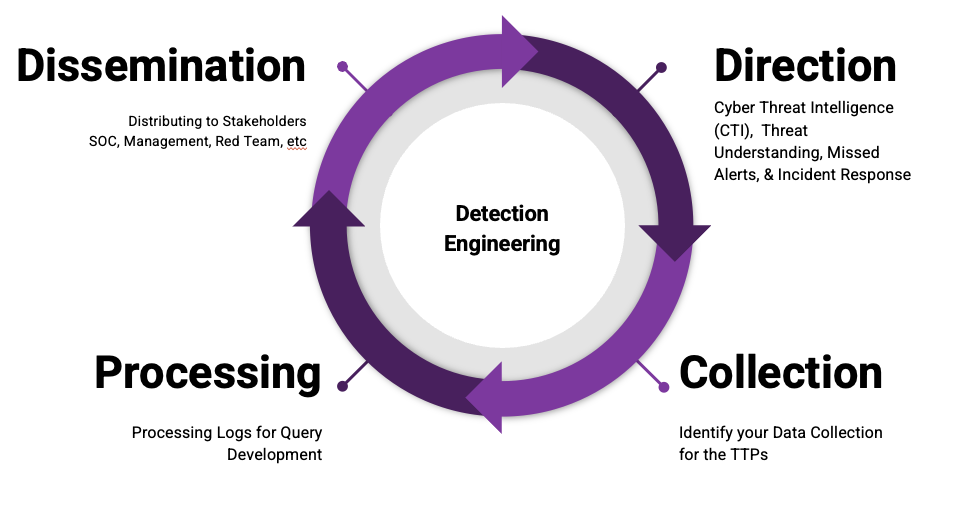 Dissemination
Distributing to Stakeholders
SOC, Management, Red Team, etc
Direction
Cyber Threat Intelligence
(CTI),  Threat
Understanding, Missed
Alerts, & Incident Response
Detection
Engineering
Processing
Processing Logs for Query
Development
Collection
Identify your Data Collection
for the TTPs